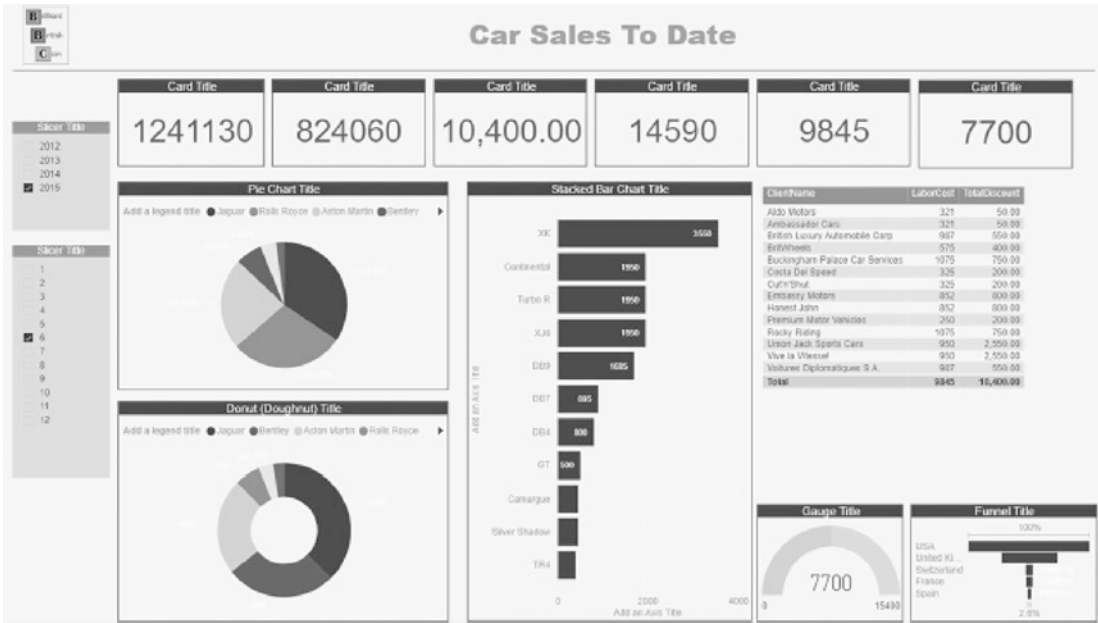 Brilliant
British
Cars
Car Sales To Date
Card Title
1241130
Card Title
824060
Card Title
10,400.00
Card Title
14590
Card Title
9845
Card Title
7700
Slicer Title
2012
2013
2014
2015
Slicer Title
1
2
3
4
5
6
7
8
9
10
11
12
Pie Chart Title
Add a legend title Jaguar Rolls Royce Aston Martin Bentley
Donut (Doughnut) Title
Add a legend title Jaguar Bentley Aston Martin Rolls Royce
Stacked Bar Chart Title
Add an Axis Title
XK 3550
Continental 1950
Turbo R 1950
XJ6 1950
DB9 1685
DB7 895
DB4 800
GT 500
Camargue
Silver Shadow
TR4
0 2000 4000
Add an Axis Title
ClientName LaborCost TotalDiscount
Aldo Motors 321 50.00
Ambassador Cars 321 50.00
British Luxury Automobile Corp 987 550.00
BritWheels 575 400.00
Buckingham Palace Car Services 1075 750.00
Costa Del Speed 325 200.00
Cut'n'Shut 325 200.00
Embassy Motors 852 800.00
Honest John 852 800.00
Premium Motor Vehicles 250 200.00
Rocky Riding 1075 750.00
Union Jack Sports Cars 950 2,550.00
Vive la Vitesse! 950 2,550.00
Voitures Diplomatiques S.A. 987 550.00
Total 9845 10,400.00
Gauge Title
7700
0 15400
Funnel Title
100%
USA
United Ki...
Switzerland
France
Spain
2.6%